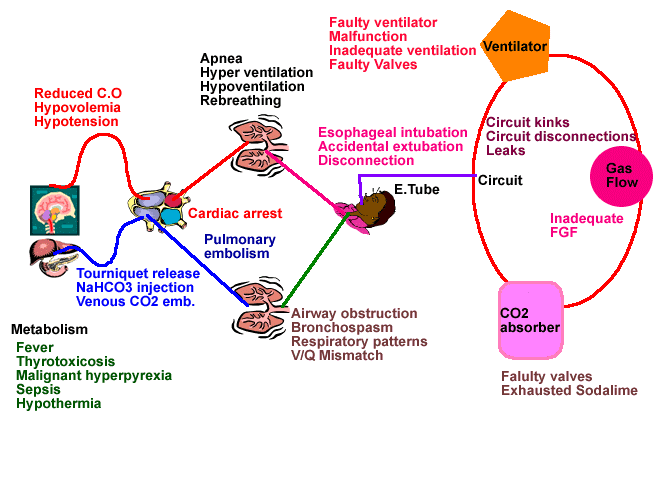 Faulty ventilator
Malfunction
Inadequate ventilation
Faulty Valves
Ventilator
Apnea
Hyper ventilation
Hypoventilation
Rebreathing
Reduced C.O
Hypovolemia
Hypotension
Esophageal intubation
Accidental extubation
Disconnection
Circuit kinks
Circuit disconnections
Leaks
Gas
Flow
Circuit
E.Tube
Cardiac arrest
Inadequate
FGF
Pulmonary
embolism
Tourniquet release
NaHCO3 injection
Venous CO2 emb.
CO2
absorber
Airway obstruction
Bronchospasm
Respiratory patterns
V/Q Mismatch
Metabolism
Fever
Thyrotoxicosis
Malignant hyperpyrexia
Sepsis
Hypothermia
Falulty valves
Exhausted Sodalime